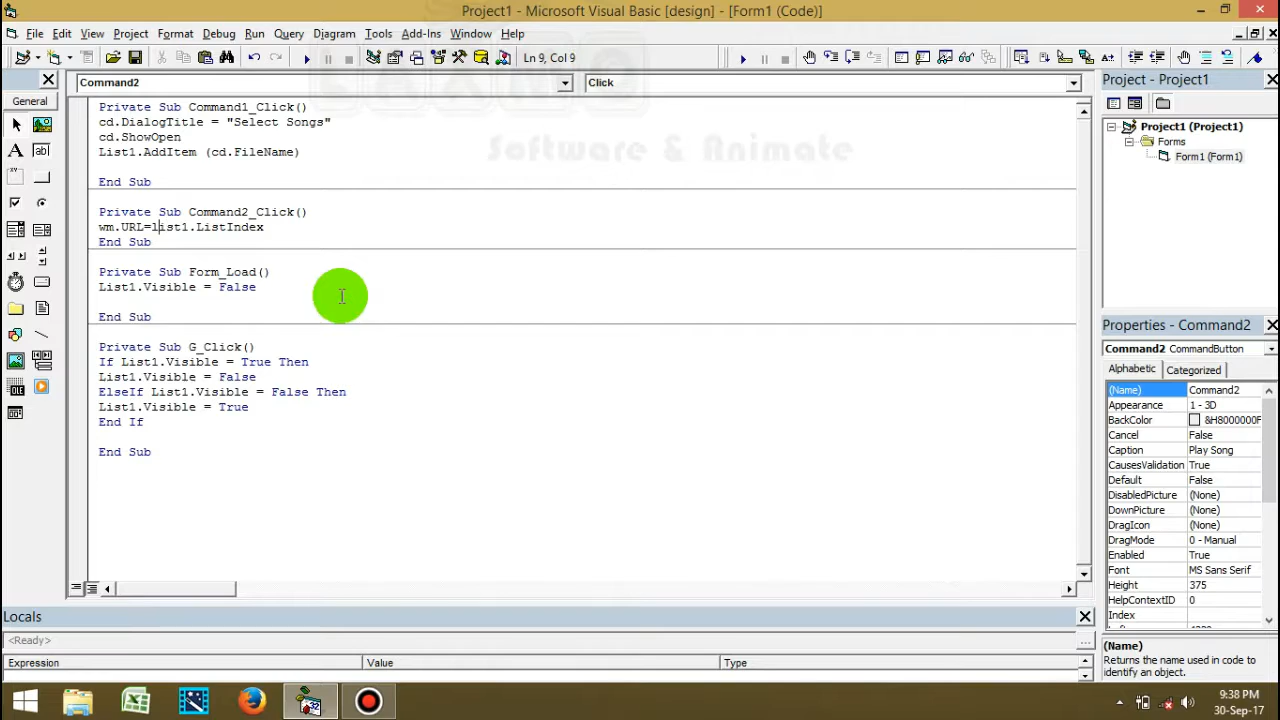 Project1 - Microsoft Visual Basic [design] - [Form1 (Code)]
File Edit View Project Format Debug Run Query Diagram Tools Add-Ins Window Help
Ln 9, Col 9
General
Command2
Click
Private Sub Command1_Click()
cd.DialogTitle = "Select Songs"
cd.ShowOpen
List1.AddItem (cd.FileName)
End Sub
Private Sub Command2_Click()
wm.URL=list1.ListIndex
End Sub
Private Sub Form_Load()
List1.Visible = False
End Sub
Private Sub G_Click()
If List1.Visible = True Then
List1.Visible = False
ElseIf List1.Visible = False Then
List1.Visible = True
End If
End Sub
Software & Animate
Project - Project1
Project1 (Project1)
Forms
Form1 (Form1)
Properties - Command2
Command2 CommandButton
Alphabetic Categorized
(Name) Command2
Appearance 1 - 3D
BackColor &H8000000F
Cancel False
Caption Play Song
CausesValidation True
Default False
DisabledPicture (None)
DownPicture (None)
DragIcon (None)
DragMode 0 - Manual
Enabled True
Font MS Sans Serif
Height 375
HelpContextID 0
Index
(Name)
Returns the name used in code to
identify an object.
Locals
<Ready>
...
Expression Value Type
9:38 PM
30-Sep-17